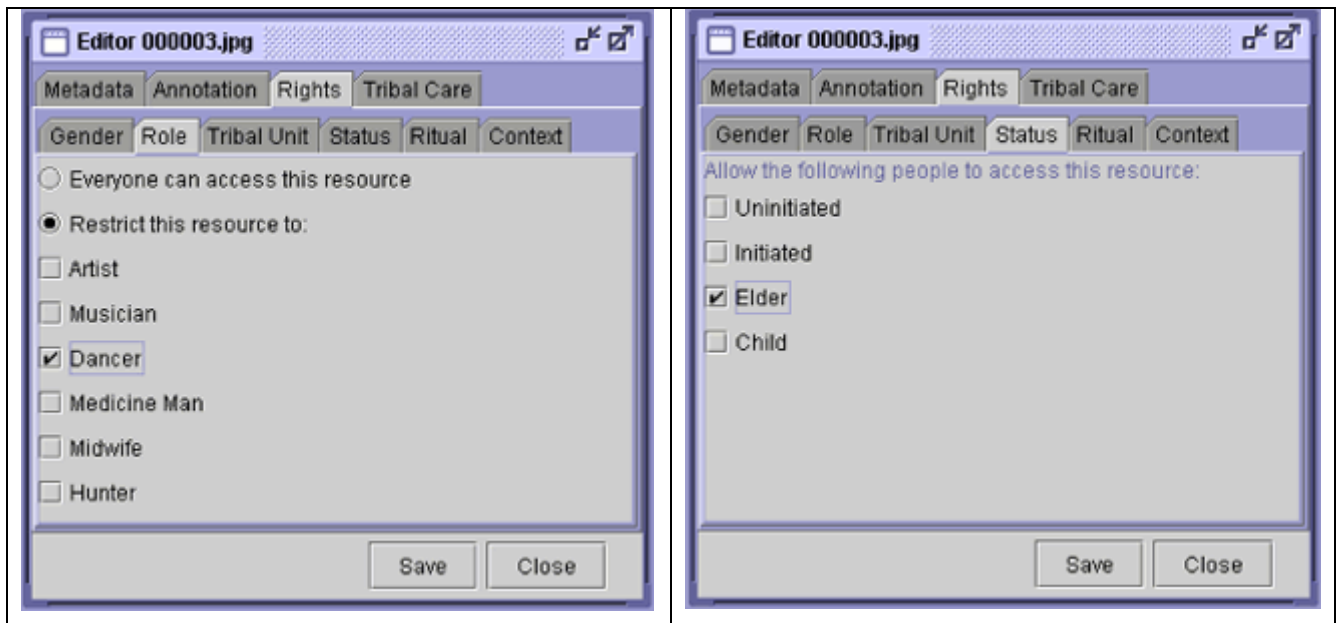 Editor 000003.jpg
Metadata Annotation Rights Tribal Care
Gender Role Tribal Unit Status Ritual Context
Everyone can access this resource
Restrict this resource to:
Artist
Musician
Dancer
Medicine Man
Midwife
Hunter
Save Close
Editor 000003.jpg
Metadata Annotation Rights Tribal Care
Gender Role Tribal Unit Status Ritual Context
Allow the following people to access this resource:
Uninitiated
Initiated
Elder
Child
Save Close